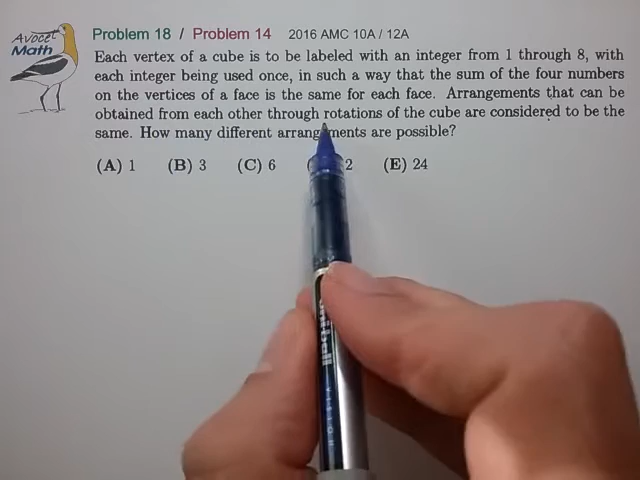 Avocet
Math
Problem 18 / Problem 14 2016 AMC 10A / 12A
Each vertex of a cube is to be labeled with an integer from 1 through 8, with
each integer being used once, in such a way that the sum of the four numbers
on the vertices of a face is the same for each face. Arrangements that can be
obtained from each other through rotations of the cube are considered to be the
same. How many different arrangements are possible?
(A) 1 (B) 3 (C) 6 2 (E) 24